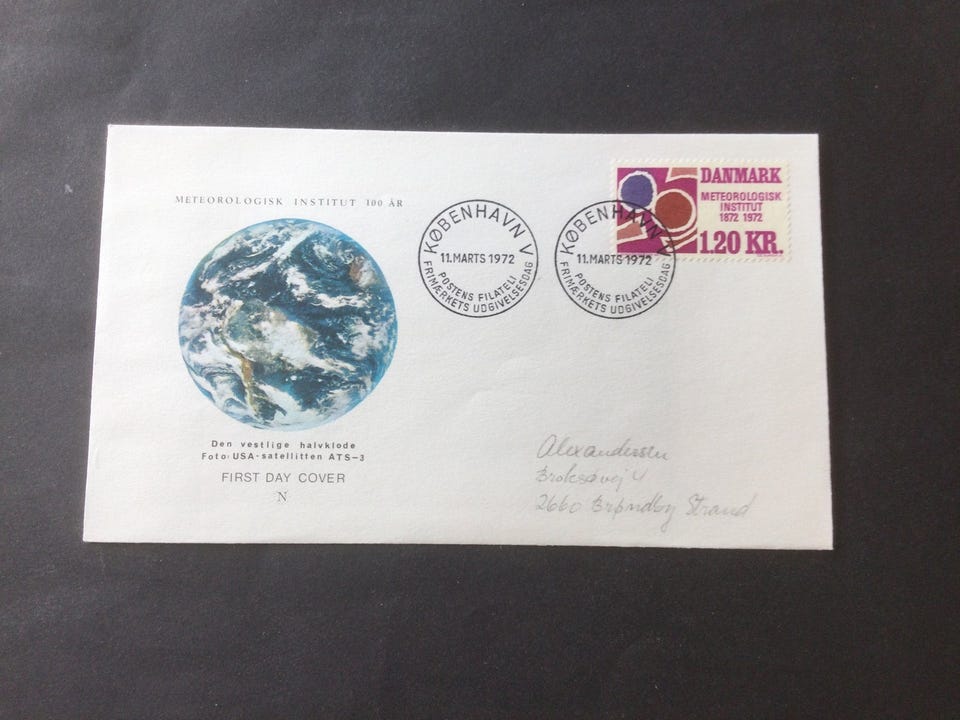 METEOROLOGISK INSTITUT 100 ÅR
Den vestlige halvklode
Foto: USA-satellitten ATS-3
FIRST DAY COVER
N
KØBENHAVN V
11.MARTS 1972
POSTENS FILATELI
FRIMÆRKETS UDGIVELSESDAG
KØBENHAVN V
11.MARTS 1972
POSTENS FILATELI
FRIMÆRKETS UDGIVELSESDAG
DANMARK
METEOROLOGISK
INSTITUT
1872 1972
1.20 KR.
Alexanderssen
4
2660 Brøndby Strand